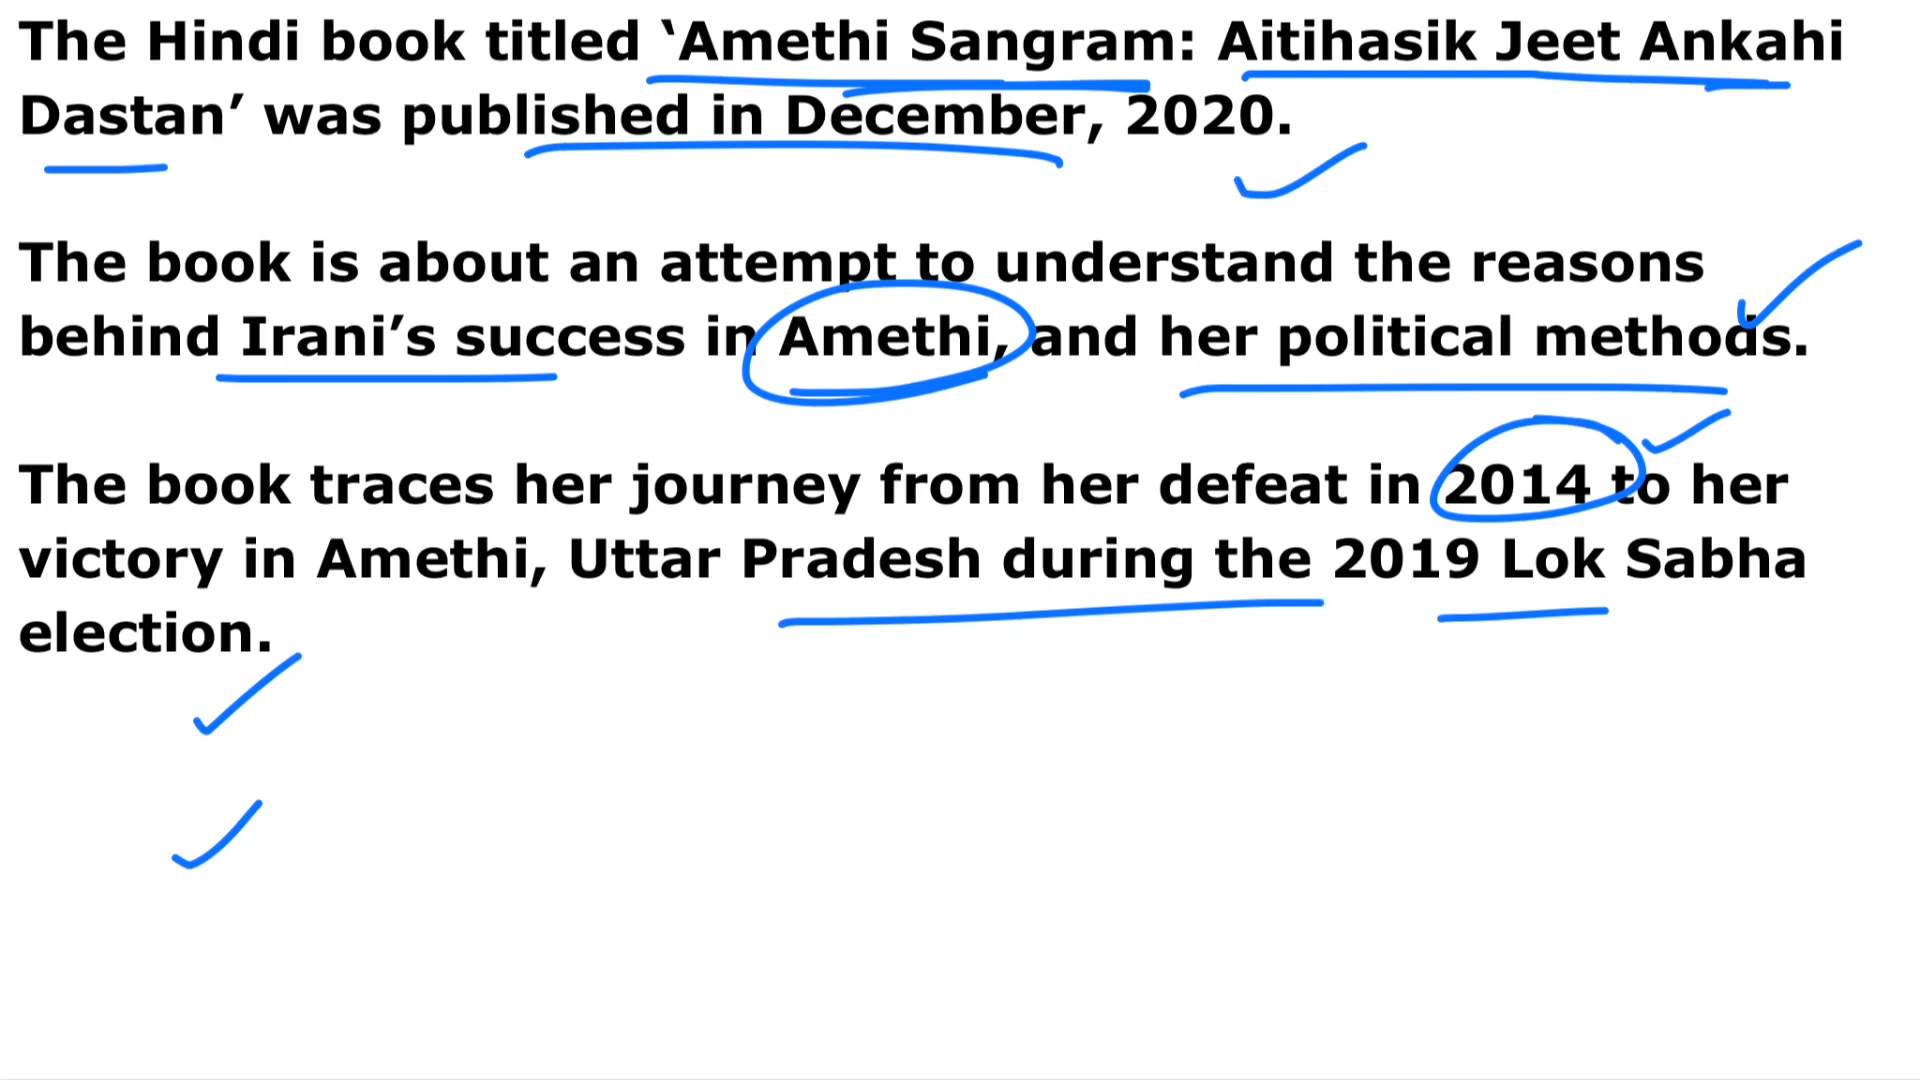 The Hindi book titled ‘Amethi Sangram: Aitihasik Jeet Ankahi
Dastan’ was published in December, 2020.
The book is about an attempt to understand the reasons
behind Irani’s success in Amethi, and her political methods.
The book traces her journey from her defeat in 2014 to her
victory in Amethi, Uttar Pradesh during the 2019 Lok Sabha
election.